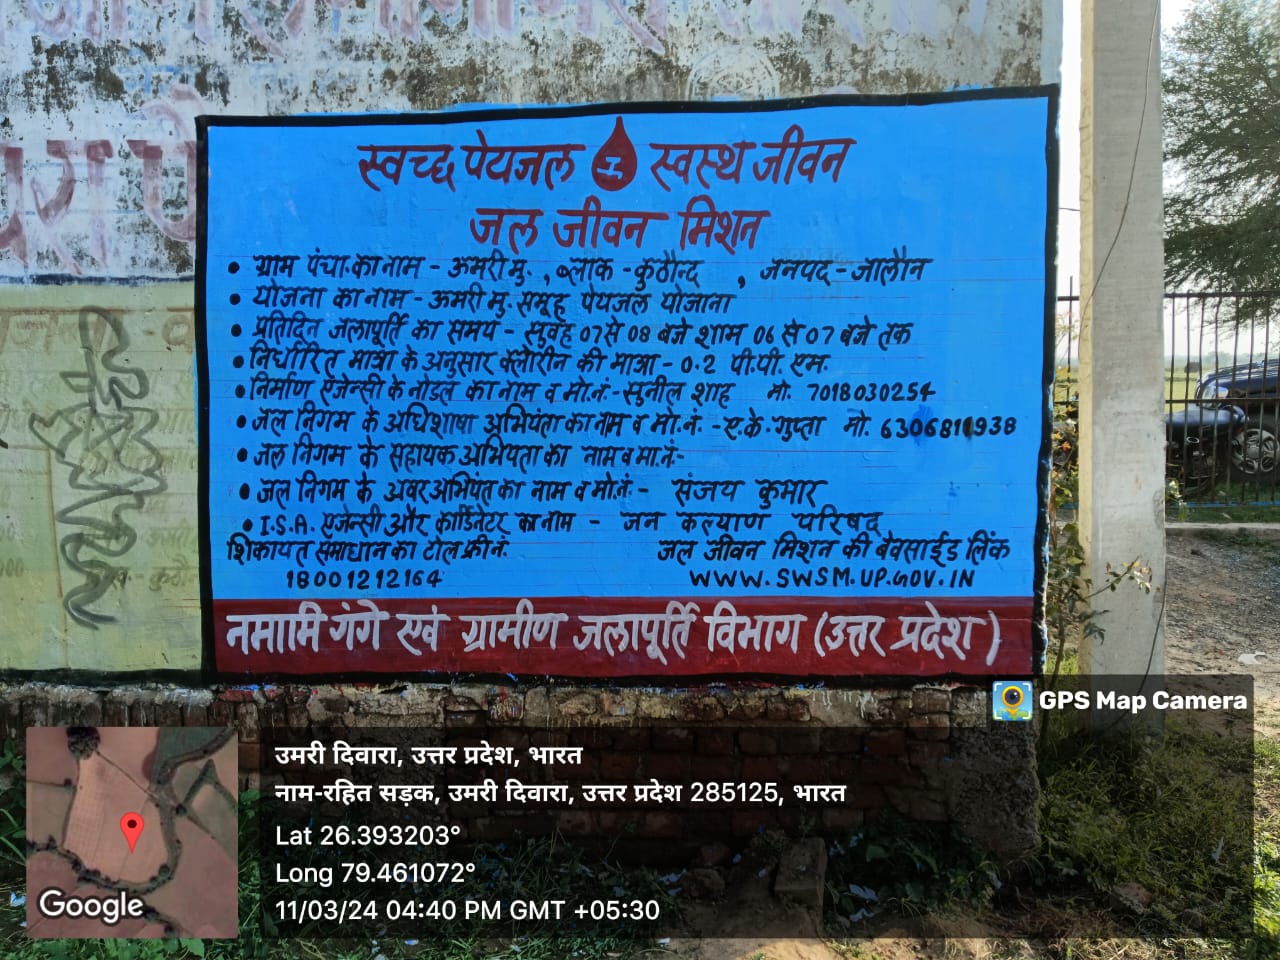 स्वच्छ पेयजल स्वस्थ जीवन
जल जीवन मिशन
• ग्राम पंचा. का नाम - ऊमरी मु. , ब्लाक - कुठौन्द , जनपद - जालौन
• योजना का नाम - ऊमरी मु. समूह पेयजल योजाना
• प्रतिदिन जलापूर्ति का समय - सुवह 07 से 08 बजे शाम 06 से 07 बजे तक
• निर्धारित मात्रा के अनुसार क्लोरीन की मात्रा - 0.2 पी.पी. एम.
• निर्माण एजेन्सी के नोडल का नाम व मो.नं:- सुनील शाह मो. 7018030254
• जल निगम के अधिशाषा अभिंयता का नाम व मो.नं:- ए.के. गुप्ता मो. 6306811938
• जल निगम के सहायक अभियंता का नाम व मो.नं:-
• जल निगम के अवर अभियंता का नाम व मो.नं:- संजय कुमार
• I.S.A. एजेन्सी और कोर्डिनेटर का नाम - जन कल्याण परिषद
शिकायत समाधान का टोल फ्री नं. जल जीवन मिशन की बेवसाईड लिंक
18001212164 WWW.SWSM.UP.GOV.IN
नमामि गंगे एवं ग्रामीण जलापूर्ति विभाग (उत्तर प्रदेश)
GPS Map Camera
उमरी दिवारा, उत्तर प्रदेश, भारत
नाम-रहित सड़क, उमरी दिवारा, उत्तर प्रदेश 285125, भारत
Lat 26.393203°
Long 79.461072°
11/03/24 04:40 PM GMT +05:30
Google